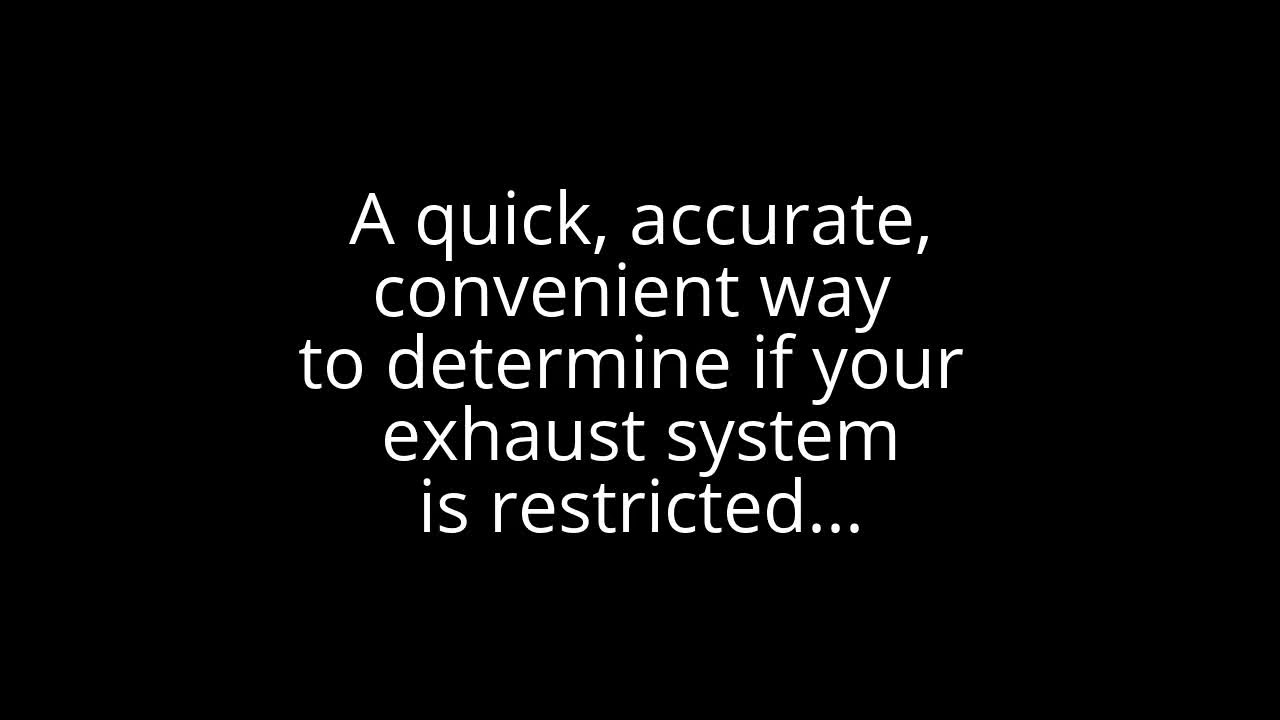 A quick, accurate,
convenient way
to determine if your
exhaust system
is restricted...